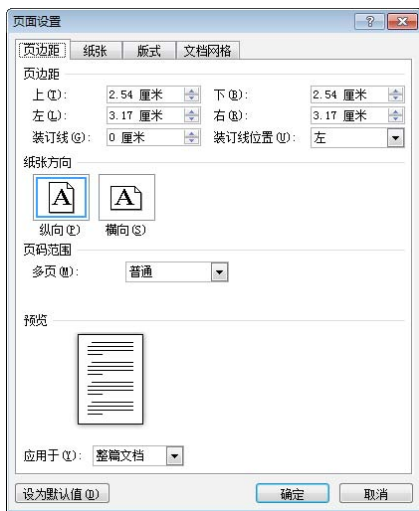 页面设置
页边距 纸张 版式 文档网格
页边距
上(T): 2.54 厘米 下(B): 2.54 厘米
左(L): 3.17 厘米 右(R): 3.17 厘米
装订线(G): 0 厘米 装订线位置(U): 左
纸张方向
A A
纵向(P) 横向(S)
页码范围
多页(M): 普通
预览
应用于(Y): 整篇文档
设为默认值(D) 确定 取消